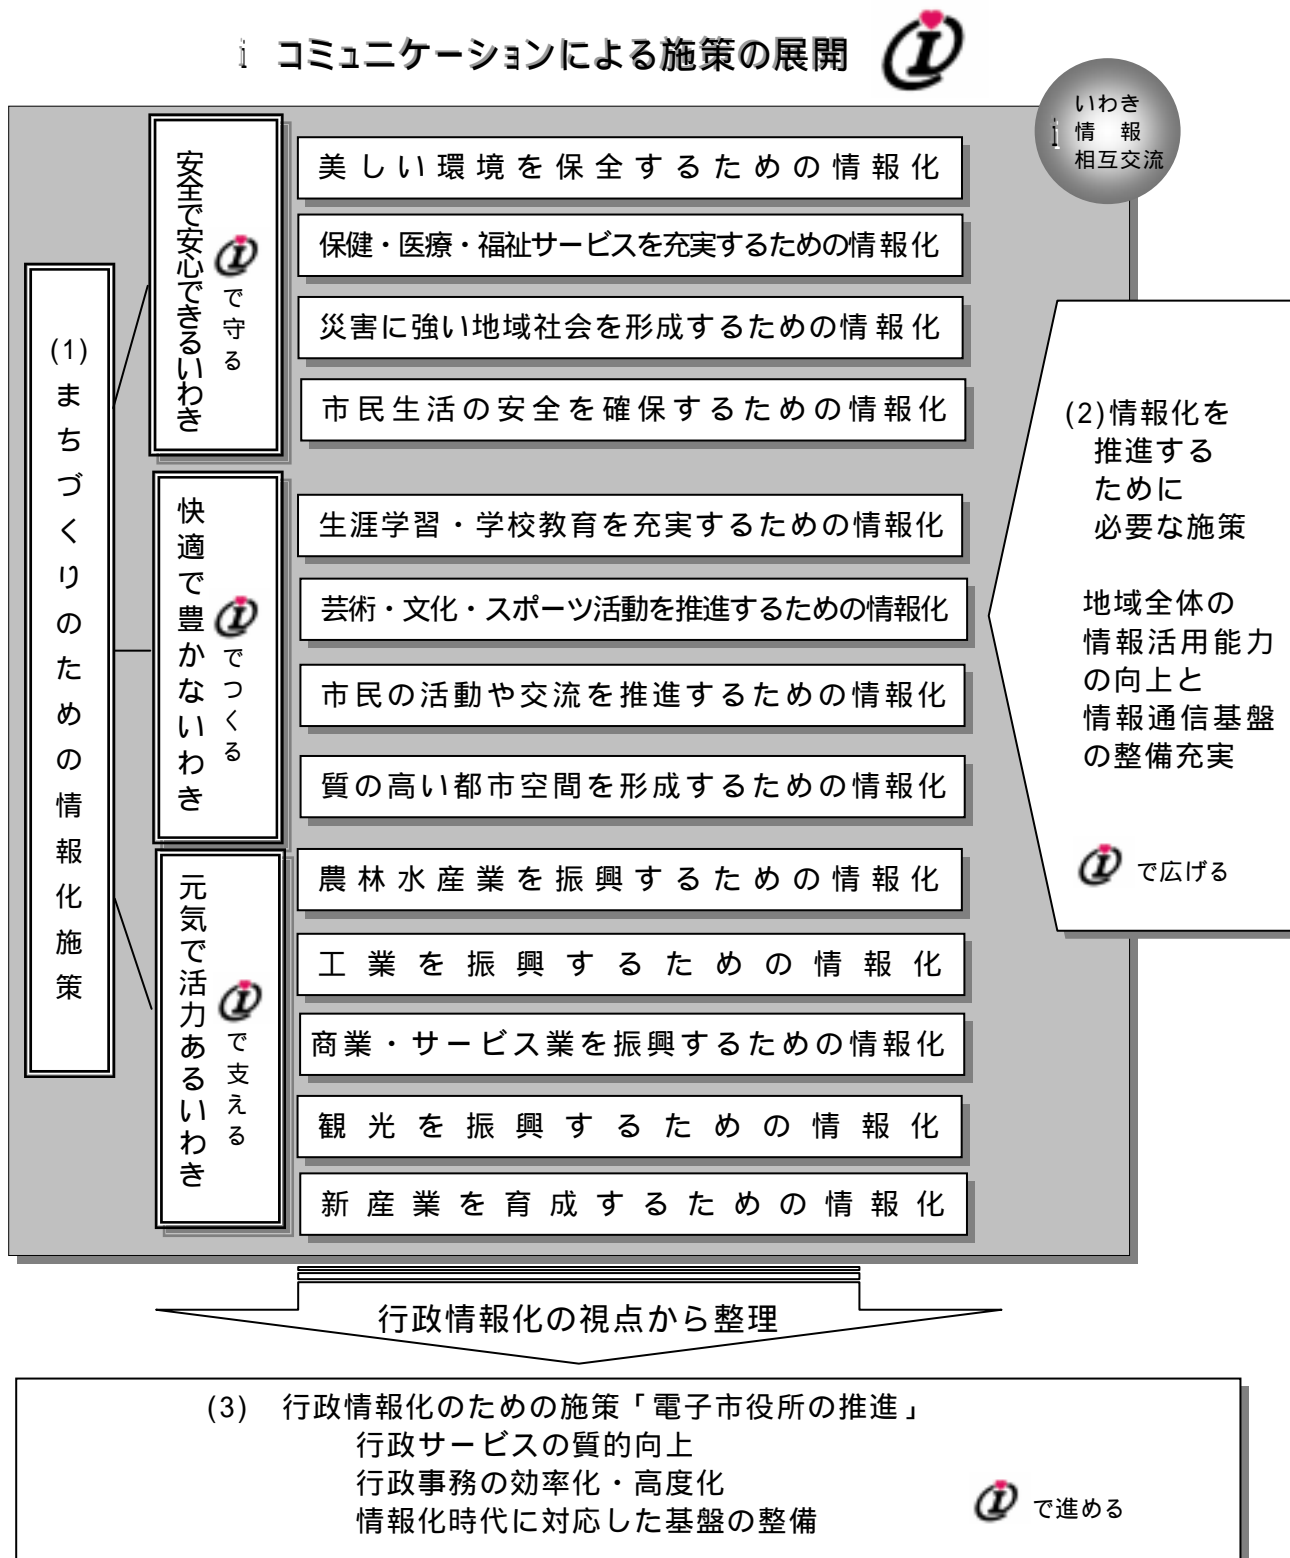 i コミュニケーションによる施策の展開
i
いわき
i 情 報
相互交流
(1)まちづくりのための情報化施策
安全で安心できるいわき
iで守る
美しい環境を保全するための情報化
保健・医療・福祉サービスを充実するための情報化
災害に強い地域社会を形成するための情報化
市民生活の安全を確保するための情報化
快適で豊かないわき
iでつくる
生涯学習・学校教育を充実するための情報化
芸術・文化・スポーツ活動を推進するための情報化
市民の活動や交流を推進するための情報化
質の高い都市空間を形成するための情報化
元気で活力あるいわき
iで支える
農林水産業を振興するための情報化
工業を振興するための情報化
商業・サービス業を振興するための情報化
観光を振興するための情報化
新産業を育成するための情報化
(2)情報化を
推進する
ために
必要な施策
地域全体の
情報活用能力
の向上と
情報通信基盤
の整備充実
i で広げる
行政情報化の視点から整理
(3) 行政情報化のための施策「電子市役所の推進」
行政サービスの質的向上
行政事務の効率化・高度化
情報化時代に対応した基盤の整備
i で進める